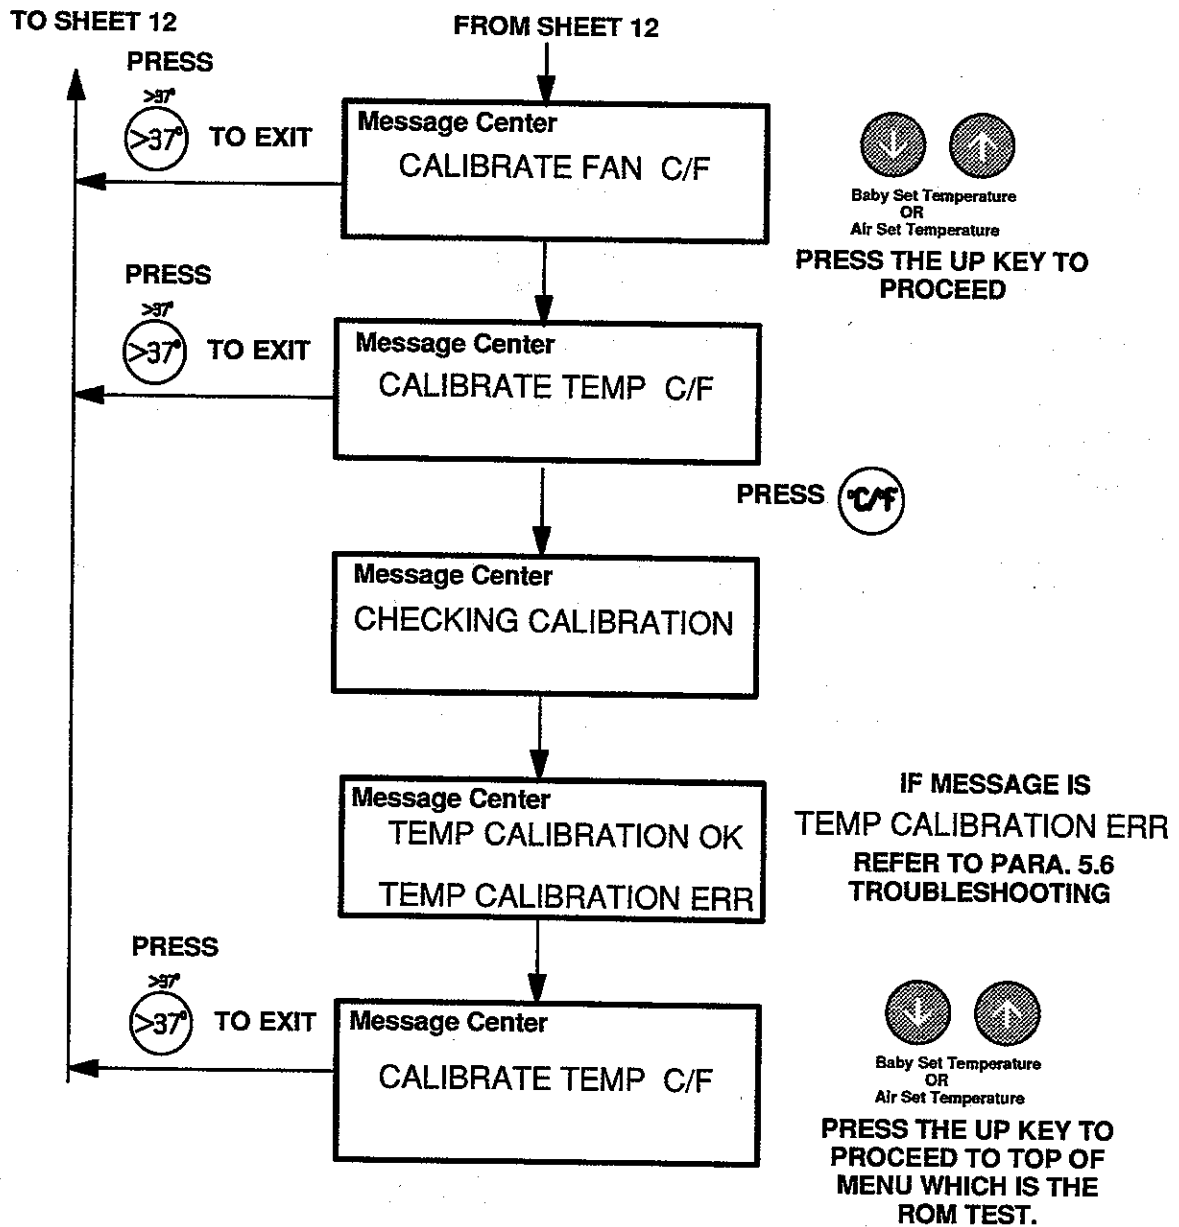 TO SHEET 12
FROM SHEET 12
PRESS
>37°
>37°
TO EXIT
Message Center
CALIBRATE FAN C/F
Baby Set Temperature
OR
Air Set Temperature
PRESS THE UP KEY TO
PROCEED
PRESS
>37°
>37°
TO EXIT
Message Center
CALIBRATE TEMP C/F
PRESS
°C/°F
Message Center
CHECKING CALIBRATION
Message Center
TEMP CALIBRATION OK
TEMP CALIBRATION ERR
IF MESSAGE IS
TEMP CALIBRATION ERR
REFER TO PARA. 5.6
TROUBLESHOOTING
PRESS
>37°
>37°
TO EXIT
Message Center
CALIBRATE TEMP C/F
Baby Set Temperature
OR
Air Set Temperature
PRESS THE UP KEY TO
PROCEED TO TOP OF
MENU WHICH IS THE
ROM TEST.